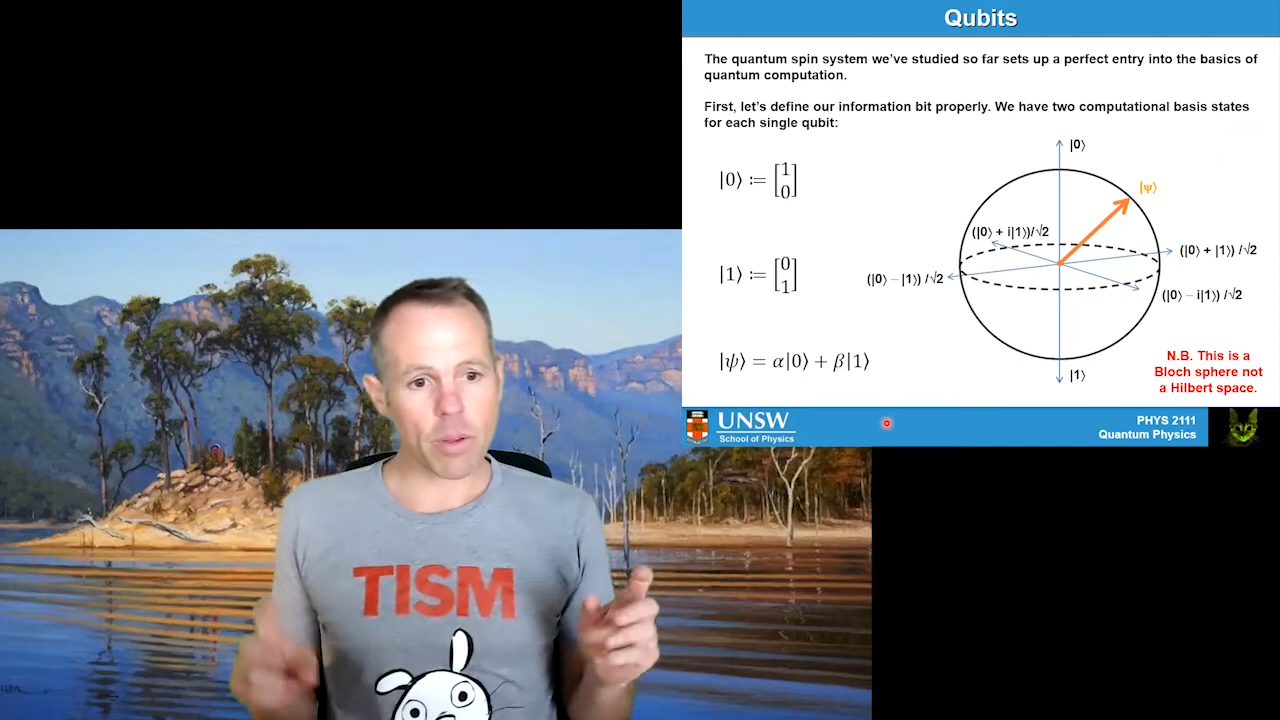 Qubits
The quantum spin system we've studied so far sets up a perfect entry into the basics of
quantum computation.
First, let's define our information bit properly. We have two computational basis states
for each single qubit:
|0⟩ := [1 0]
|1⟩ := [0 1]
|ψ⟩ = α|0⟩ + β|1⟩
|0⟩
|ψ⟩
(|0⟩ + i|1⟩)/√2
(|0⟩ + |1⟩) /√2
(|0⟩ – |1⟩) /√2
(|0⟩ – i|1⟩) /√2
|1⟩
N.B. This is a
Bloch sphere not
a Hilbert space.
UNSW
School of Physics
PHYS 2111
Quantum Physics
TISM